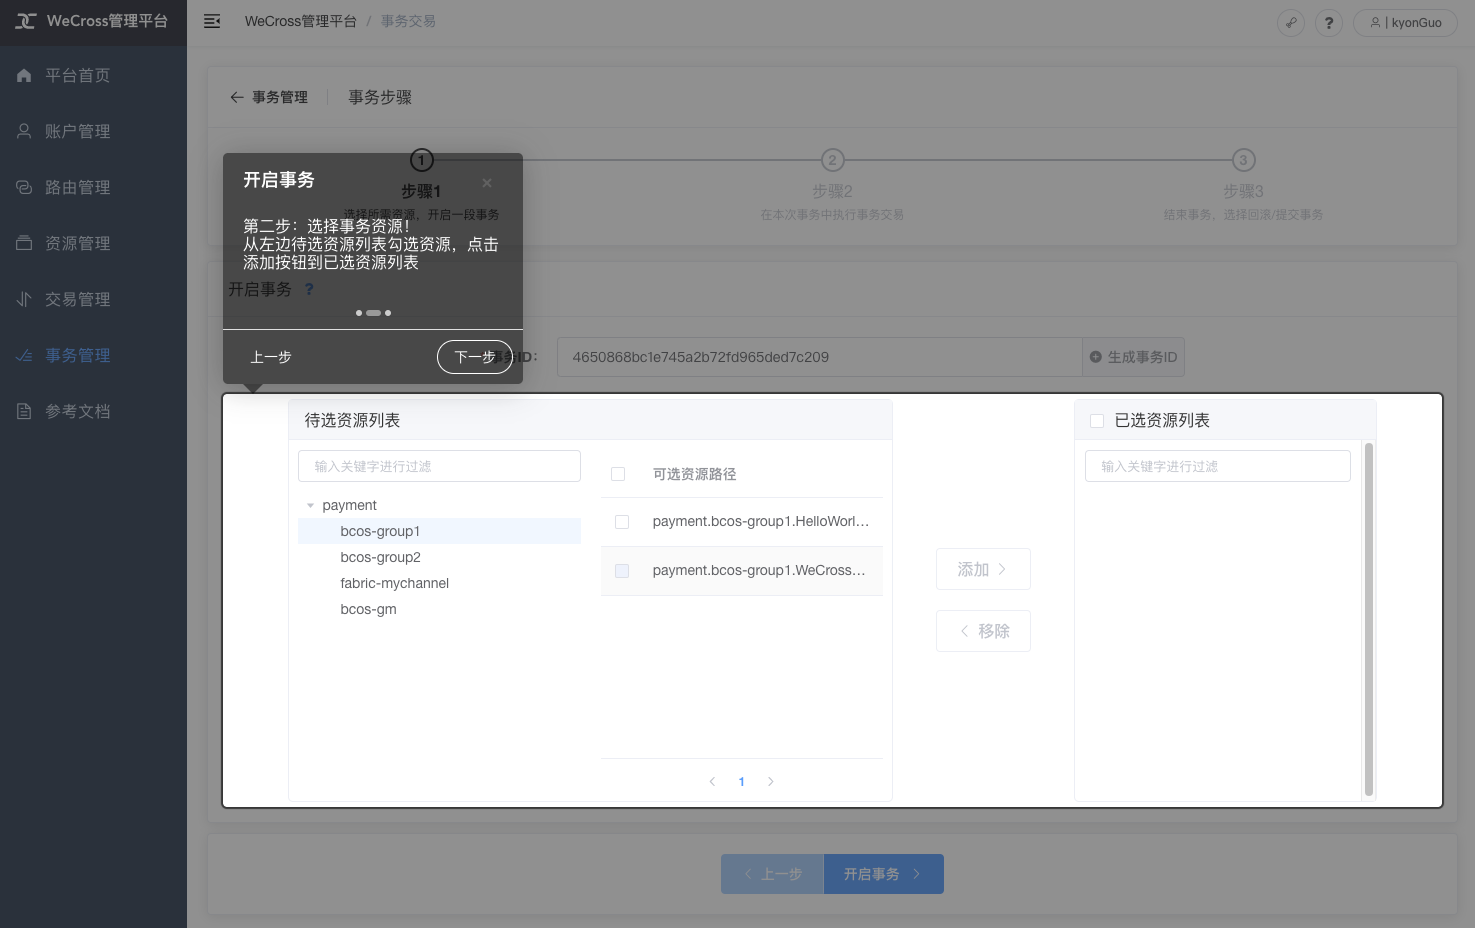 WeCross管理平台
WeCross管理平台 / 事务交易
?
| kyonGuo
平台首页
账户管理
路由管理
资源管理
交易管理
事务管理
参考文档
事务管理
事务步骤
1
步骤1
选择所需资源，开启一段事务
2
步骤2
在本次事务中执行事务交易
3
步骤3
结束事务，选择回滚/提交事务
开启事务
×
第二步：选择事务资源！
从左边待选资源列表勾选资源，点击
添加按钮到已选资源列表
上一步
下一步
开启事务 ?
事务ID：
4650868bc1e745a2b72fd965ded7c209
生成事务ID
待选资源列表
输入关键字进行过滤
payment
bcos-group1
bcos-group2
fabric-mychannel
bcos-gm
可选资源路径
payment.bcos-group1.HelloWorl...
payment.bcos-group1.WeCross...
1
添加
移除
已选资源列表
输入关键字进行过滤
上一步
开启事务